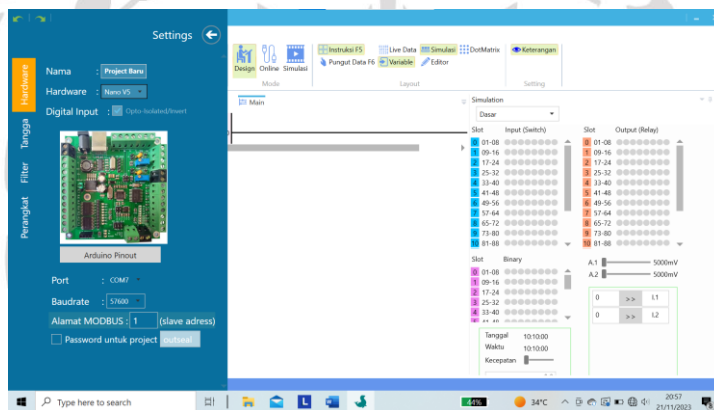 Settings
Hardware
Tangga
Filter
Perangkat
Nama : Project Baru
Hardware : Nano V5
Digital Input : Opto-Isolated/Invert
Arduino Pinout
Port : COM7
Baudrate : 57600
Alamat MODBUS : 1 (slave adress)
Password untuk project outseal
Design Online Simulasi
Mode
Instruksi F5 Live Data Simulasi DotMatrix
Pungut Data F6 Variable Editor
Layout
Keterangan
Setting
Main
Simulation
Dasar
Slot Input (Switch) Slot Output (Relay)
0 01-08 0 01-08
1 09-16 1 09-16
2 17-24 2 17-24
3 25-32 3 25-32
4 33-40 4 33-40
5 41-48 5 41-48
6 49-56 6 49-56
7 57-64 7 57-64
8 65-72 8 65-72
9 73-80 9 73-80
10 81-88 10 81-88
Slot Binary
0 01-08
1 09-16
2 17-24
3 25-32
4 33-40
A.1 5000mV
A.2 5000mV
0 >> I.1
0 >> I.2
Tanggal 10:10:00
Waktu 10:10:00
Kecepatan
Type here to search
44%
34°C
20:57
21/11/2023